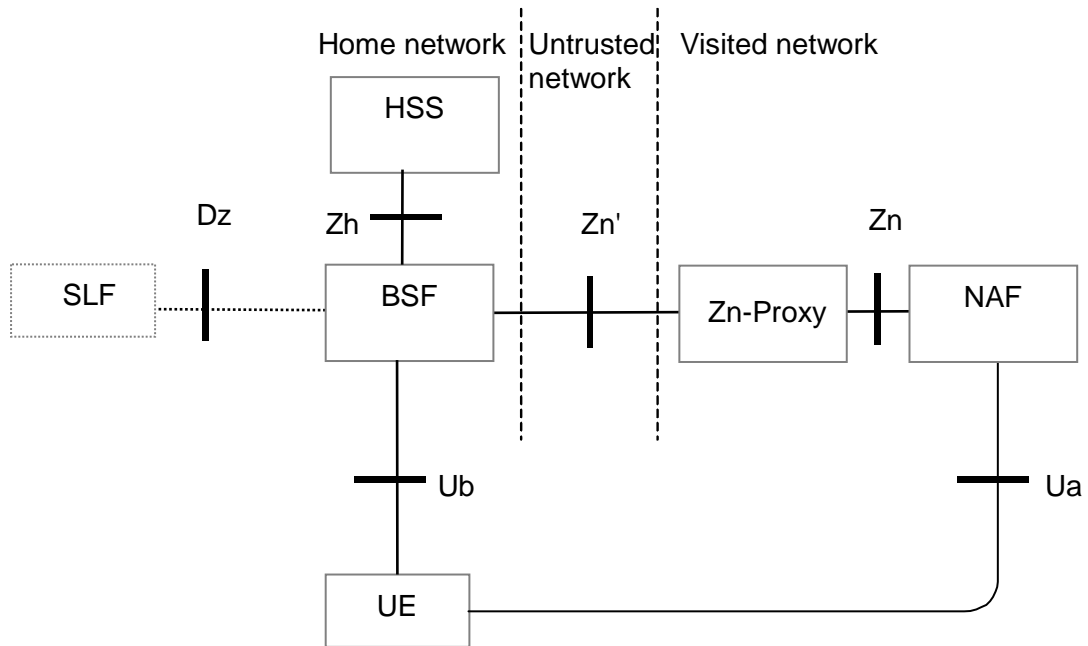 Home network
Untrusted
network
Visited network
HSS
Dz
Zh
Zn'
Zn
SLF
BSF
Zn-Proxy
NAF
Ub
Ua
UE